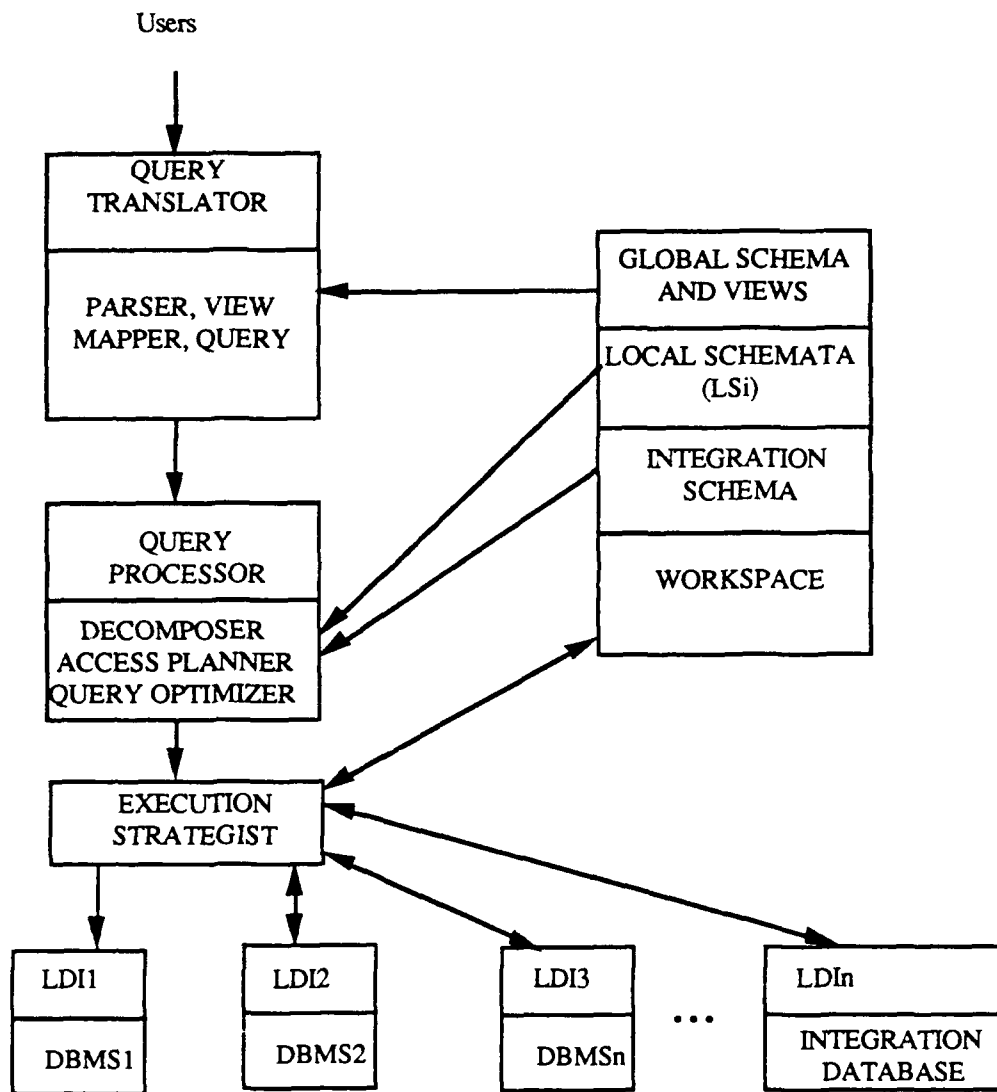 Users
QUERY
TRANSLATOR
PARSER, VIEW
MAPPER, QUERY
GLOBAL SCHEMA
AND VIEWS
LOCAL SCHEMATA
(LSi)
INTEGRATION
SCHEMA
WORKSPACE
QUERY
PROCESSOR
DECOMPOSER
ACCESS PLANNER
QUERY OPTIMIZER
EXECUTION
STRATEGIST
LDI1
DBMS1
LDI2
DBMS2
LDI3
DBMSn
...
LDIn
INTEGRATION
DATABASE